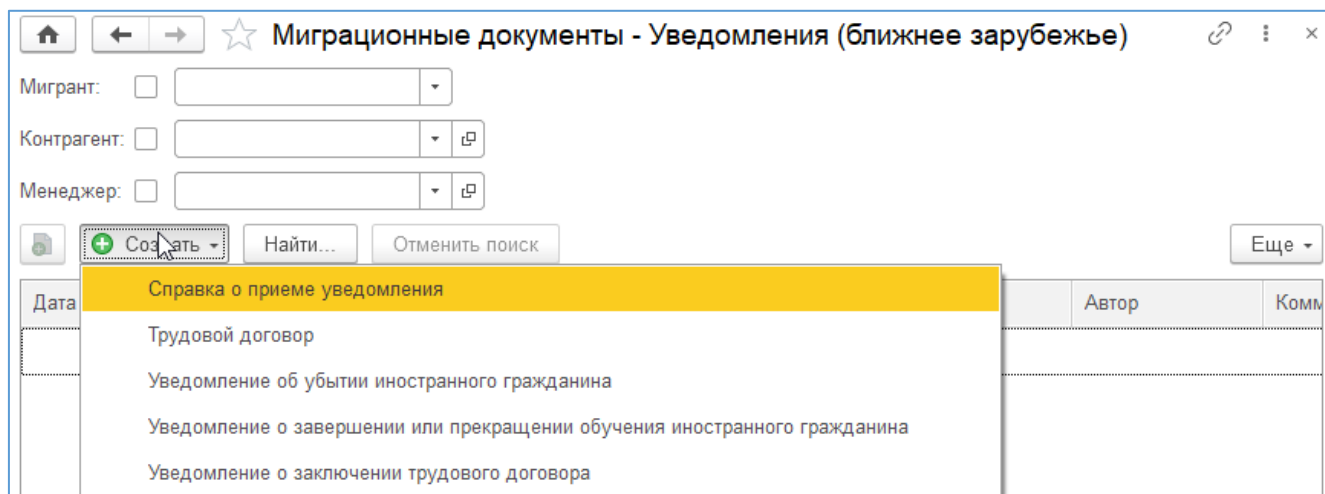 Миграционные документы - Уведомления (ближнее зарубежье)
Мигрант:
Контрагент:
Менеджер:
Создать Найти... Отменить поиск Еще
Дата Автор Комм
Справка о приеме уведомления
Трудовой договор
Уведомление об убытии иностранного гражданина
Уведомление о завершении или прекращении обучения иностранного гражданина
Уведомление о заключении трудового договора